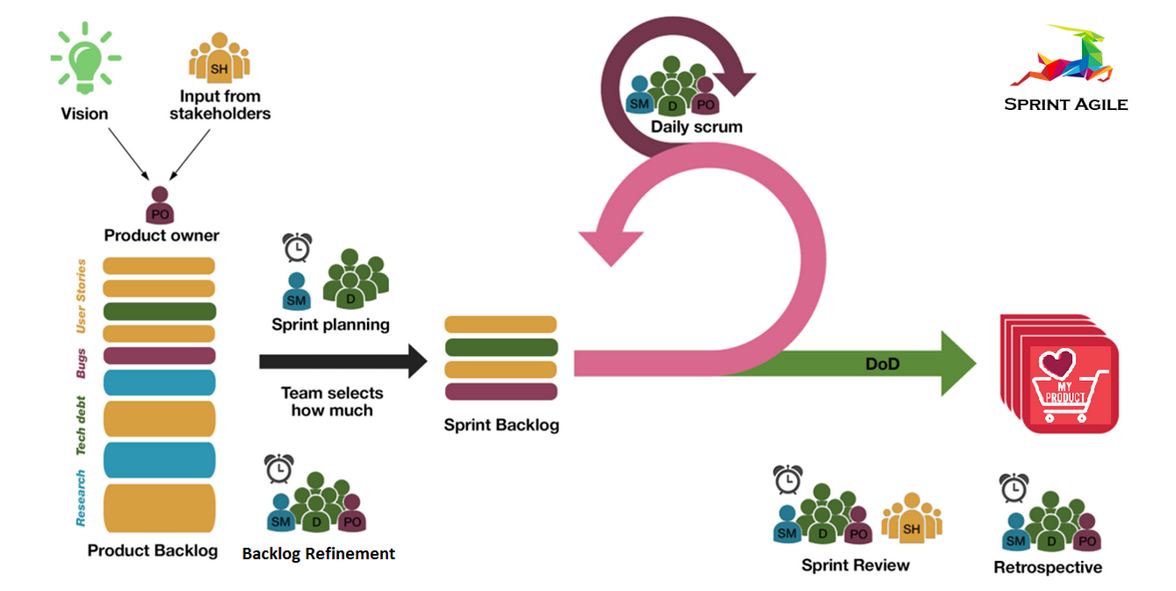 Vision
SH
Input from
stakeholders
PO
Product owner
User Stories
Bugs
Tech debt
Research
Product Backlog
SM
D
Sprint planning
Team selects
how much
SM
D
PO
Backlog Refinement
Sprint Backlog
SM
D
PO
Daily scrum
DoD
SPRINT AGILE
MY
PRODUCT
SM
D
PO
SH
Sprint Review
SM
D
PO
Retrospective